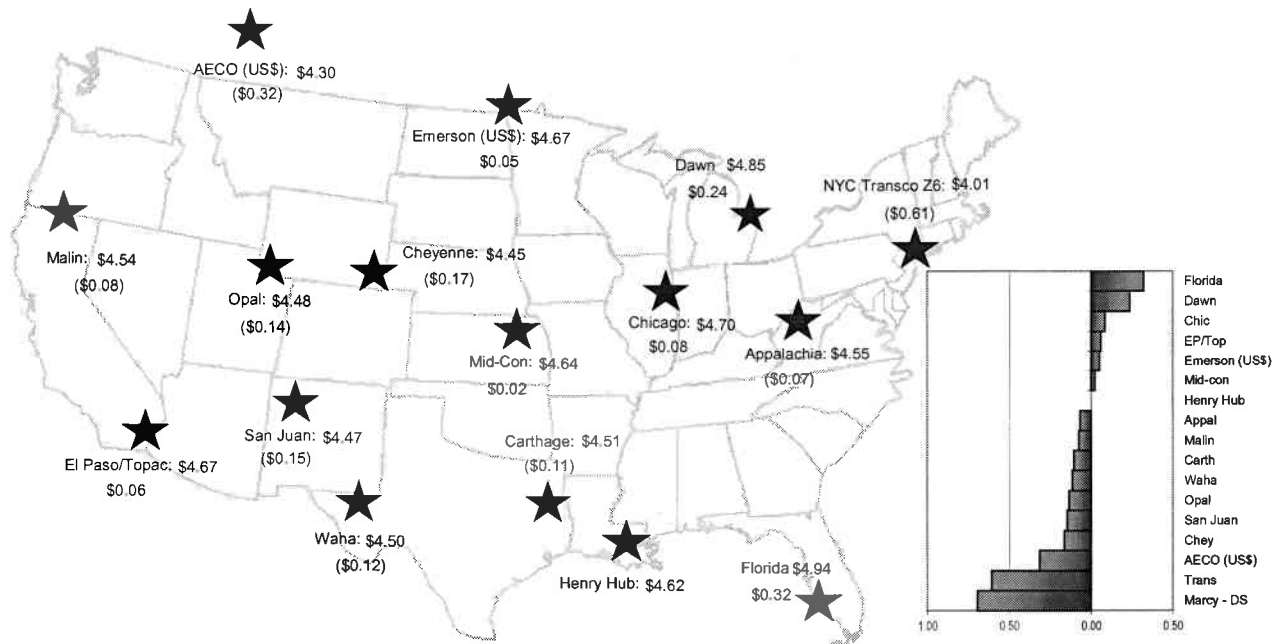 AECO (US$): $4.30
($0.32)
Emerson (US$): $4.67
$0.05
Dawn $4.85
$0.24
NYC Transco Z6: $4.01
($0.61)
Malin: $4.54
($0.08)
Opal: $4.48
($0.14)
Cheyenne: $4.45
($0.17)
Chicago: $4.70
$0.08
Appalachia: $4.55
($0.07)
Mid-Con: $4.64
$0.02
San Juan: $4.47
($0.15)
Carthage: $4.51
($0.11)
El Paso/Topac: $4.67
$0.06
Waha: $4.50
($0.12)
Henry Hub: $4.62
Florida $4.94
$0.32
Florida
Dawn
Chic
EP/Top
Emerson (US$)
Mid-con
Henry Hub
Appal
Malin
Carth
Waha
Opal
San Juan
Chey
AECO (US$)
Trans
Marcy - DS
1.00 0.50 0.00 0.50